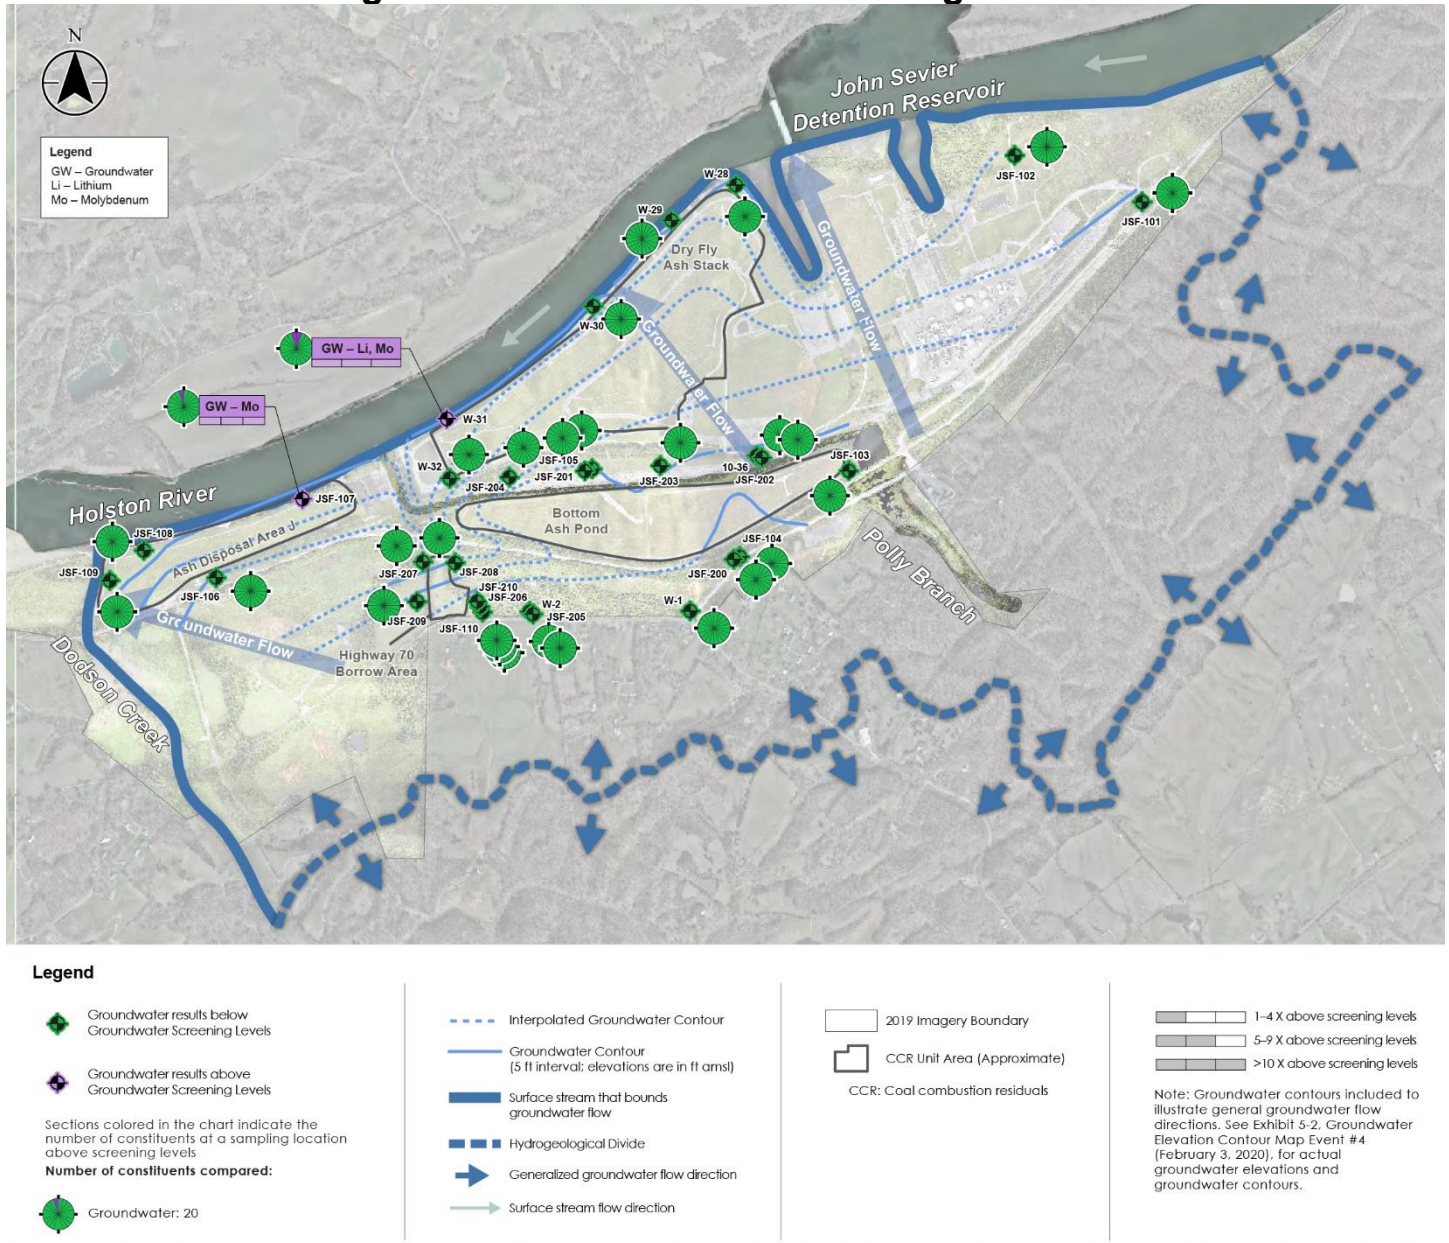 N
Legend
GW – Groundwater
Li – Lithium
Mo – Molybdenum
John Sevier
Detention Reservoir
JSF-102
JSF-101
W-28
W-29
Dry Fly
Ash Stack
Groundwater Flow
W-30
Groundwater Flow
GW – Li, Mo
GW – Mo
W-31
W-32
JSF-105
JSF-204
JSF-201
JSF-203
10-36
JSF-202
JSF-103
Holston River
JSF-107
Bottom
Ash Pond
JSF-108
Ash Disposal Area J
JSF-109
JSF-106
JSF-207
JSF-208
JSF-104
JSF-200
Polly Branch
JSF-210
JSF-206
W-2
JSF-205
W-1
JSF-209
JSF-110
Groundwater Flow
Highway 70
Borrow Area
Dodson Creek
Legend
Groundwater results below
Groundwater Screening Levels
Groundwater results above
Groundwater Screening Levels
Sections colored in the chart indicate the
number of constituents at a sampling location
above screening levels
Number of constituents compared:
Groundwater: 20
Interpolated Groundwater Contour
Groundwater Contour
(5 ft interval; elevations are in ft amsl)
Surface stream that bounds
groundwater flow
Hydrogeological Divide
Generalized groundwater flow direction
Surface stream flow direction
2019 Imagery Boundary
CCR Unit Area (Approximate)
CCR: Coal combustion residuals
1–4 X above screening levels
5–9 X above screening levels
>10 X above screening levels
Note: Groundwater contours included to
illustrate general groundwater flow
directions. See Exhibit 5-2, Groundwater
Elevation Contour Map Event #4
(February 3, 2020), for actual
groundwater elevations and
groundwater contours.